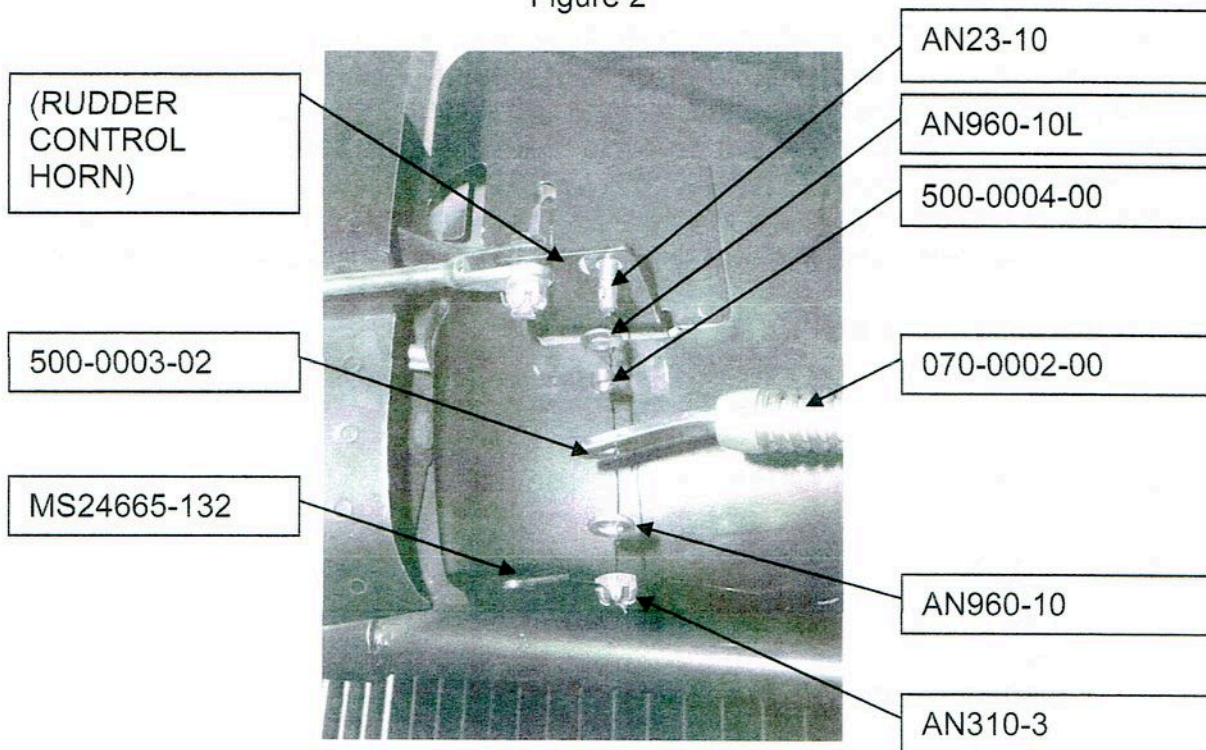 Figure 2
(RUDDER
CONTROL
HORN)
500-0003-02
MS24665-132
AN23-10
AN960-10L
500-0004-00
070-0002-00
AN960-10
AN310-3